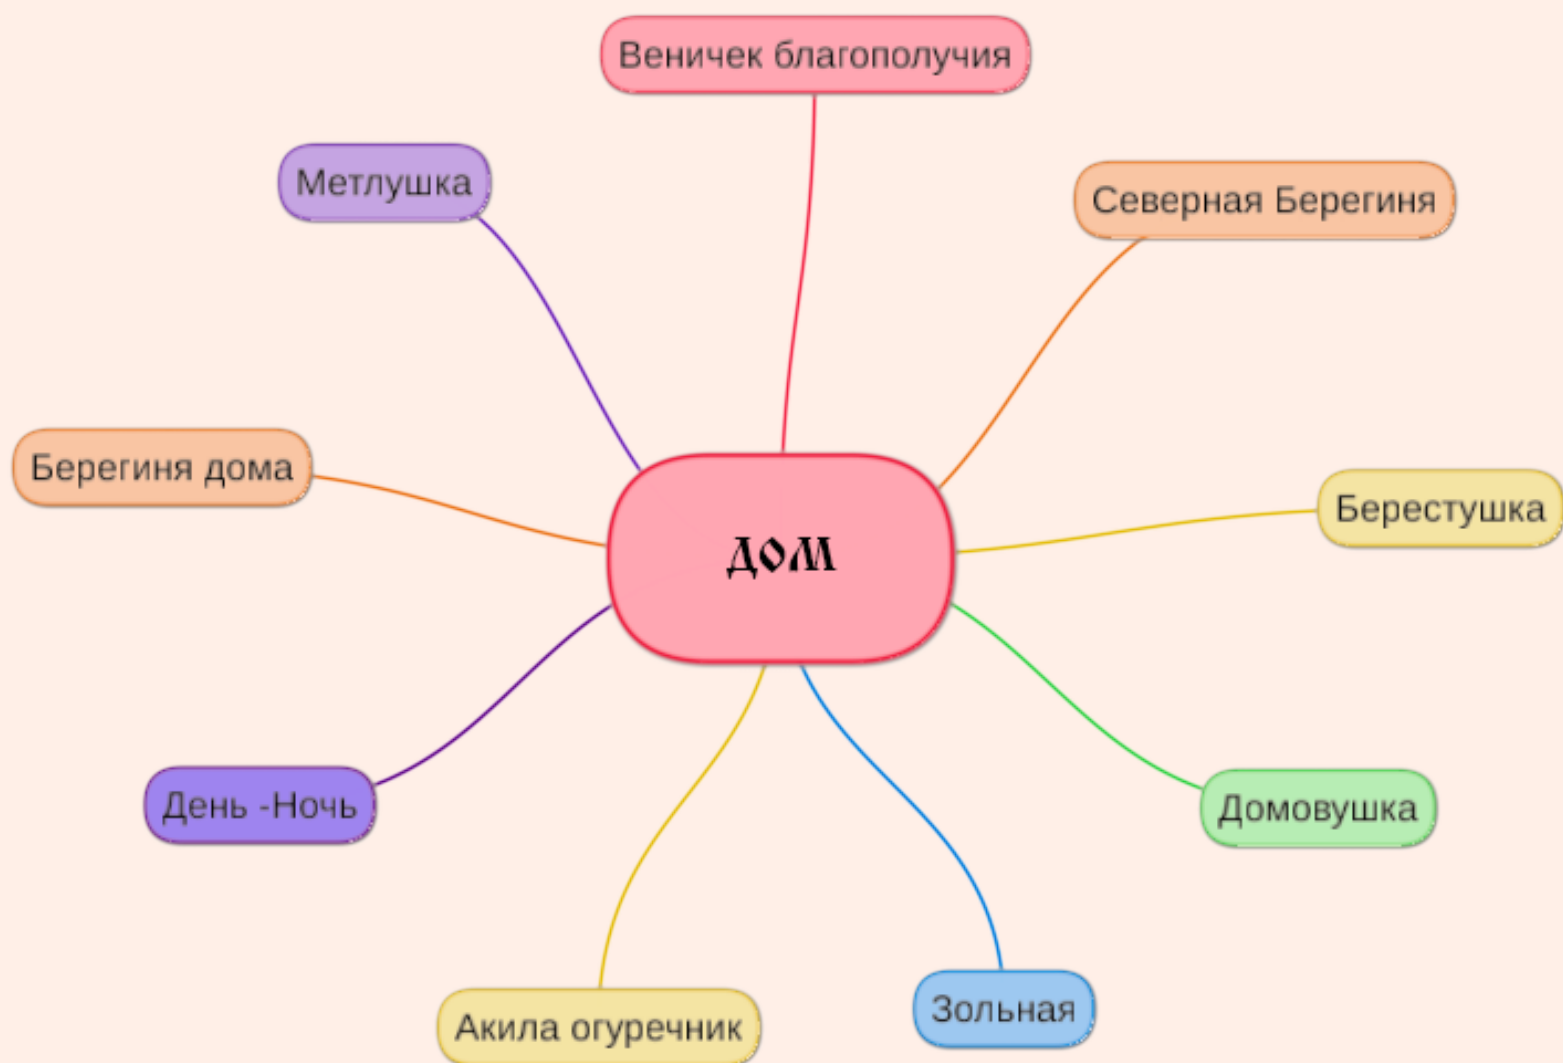 Веничек благополучия
Метлушка
Северная Берегиня
Берегиня дома
Берестушка
дом
День -Ночь
Домовушка
Зольная
Акила огуречник